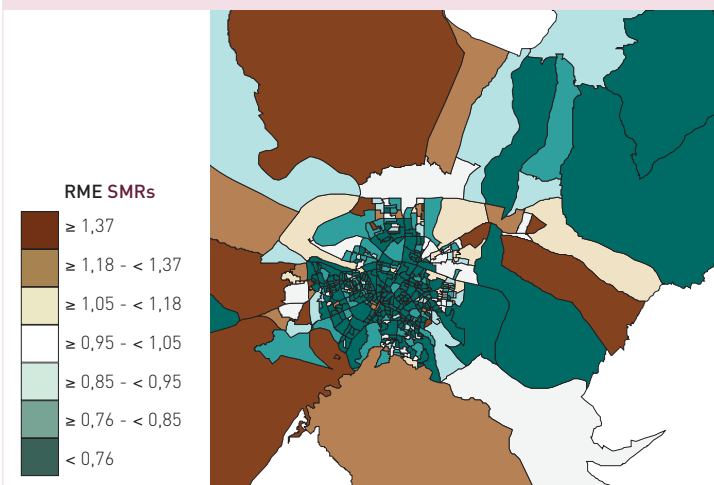 RME SMRs
≥ 1,37
≥ 1,18 - < 1,37
≥ 1,05 - < 1,18
≥ 0,95 - < 1,05
≥ 0,85 - < 0,95
≥ 0,76 - < 0,85
< 0,76